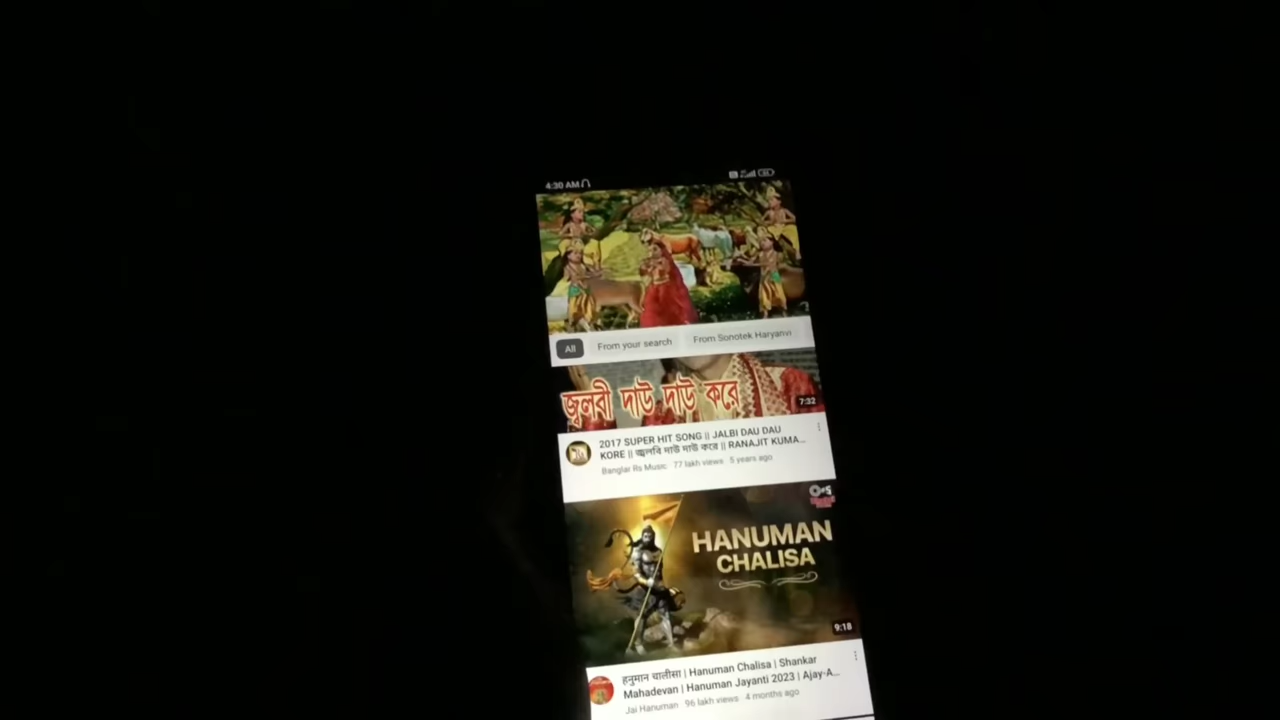 4:30 AM
All From your search From Sonotek Haryanvi
জ্বলবী দাউ দাউ করে
7:32
2017 SUPER HIT SONG || JALBI DAU DAU
KORE || জ্বলবি দাউ দাউ করে || RANAJIT KUMA...
Banglar Rs Music 77 lakh views 5 years ago
HANUMAN
CHALISA
9:18
हनुमान चालीसा | Hanuman Chalisa | Shankar
Mahadevan | Hanuman Jayanti 2023 | Ajay-A...
Jai Hanuman 96 lakh views 4 months ago